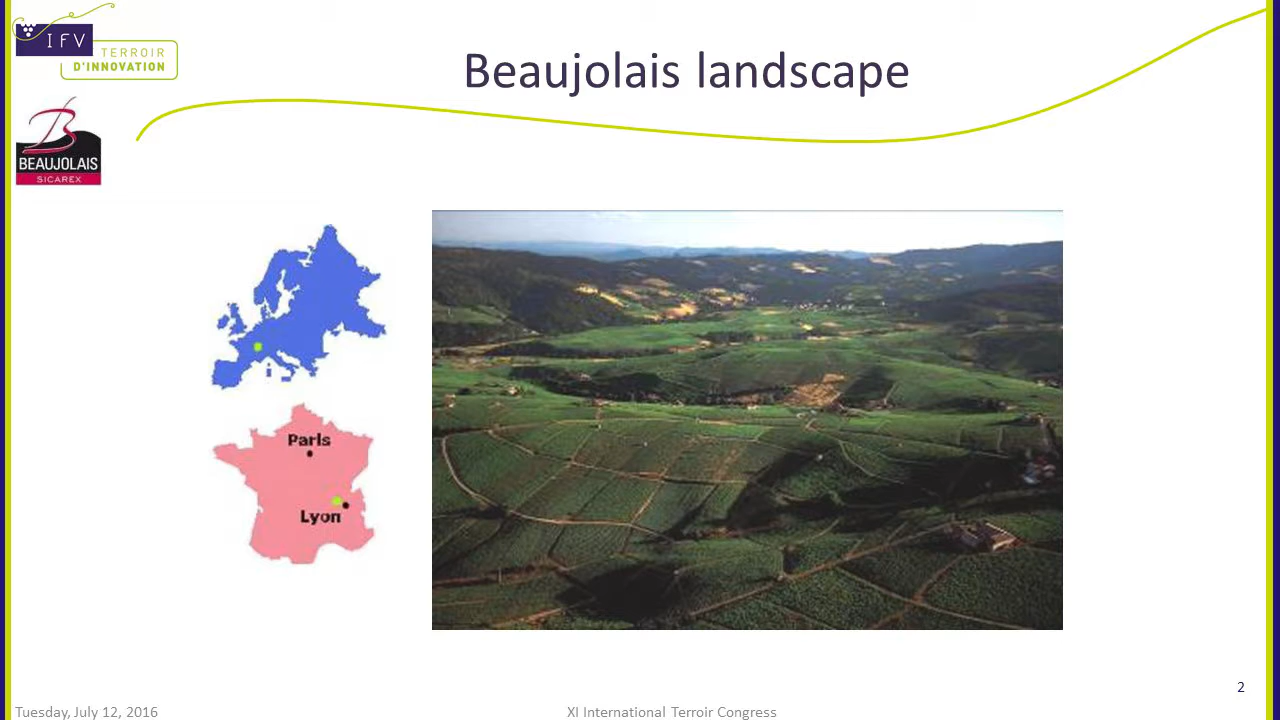 IFV
TERROIR
D'INNOVATION
Beaujolais landscape
B
BEAUJOLAIS
SICAREX
Paris
Lyon
2
Tuesday, July 12, 2016
XI International Terroir Congress